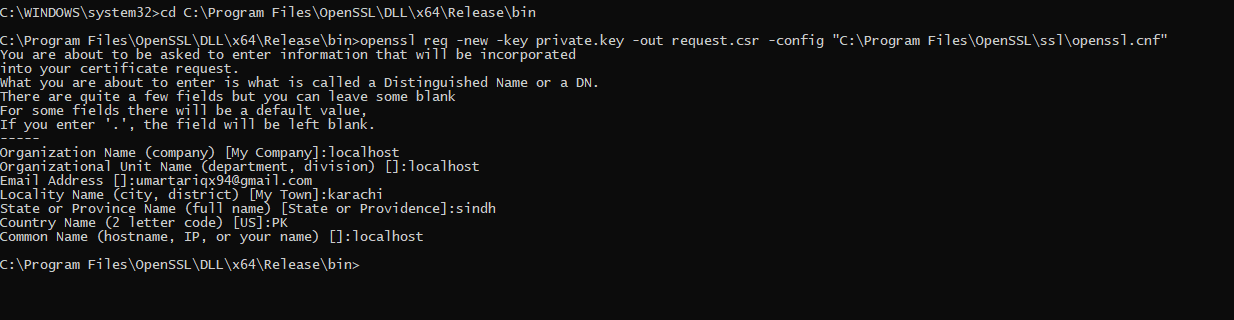 C:\WINDOWS\system32>cd C:\Program Files\OpenSSL\DLL\x64\Release\bin
C:\Program Files\OpenSSL\DLL\x64\Release\bin>openssl req -new -key private.key -out request.csr -config "C:\Program Files\OpenSSL\ssl\openssl.cnf"
You are about to be asked to enter information that will be incorporated
into your certificate request.
What you are about to enter is what is called a Distinguished Name or a DN.
There are quite a few fields but you can leave some blank
For some fields there will be a default value,
If you enter '.', the field will be left blank.
-----
Organization Name (company) [My Company]:localhost
Organizational Unit Name (department, division) []:localhost
Email Address []:umartariqx94@gmail.com
Locality Name (city, district) [My Town]:karachi
State or Province Name (full name) [State or Providence]:sindh
Country Name (2 letter code) [US]:PK
Common Name (hostname, IP, or your name) []:localhost
C:\Program Files\OpenSSL\DLL\x64\Release\bin>